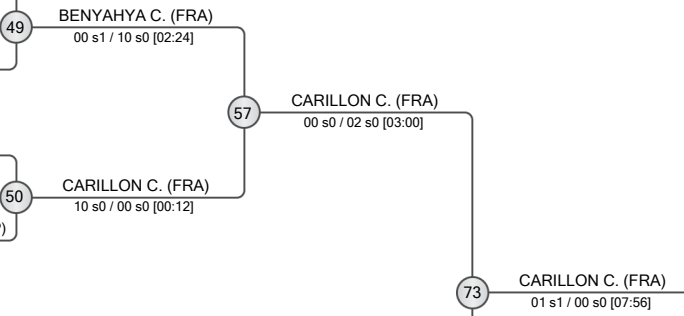 49
BENYAHYA C. (FRA)
00 s1 / 10 s0 [02:24]
57
CARILLON C. (FRA)
00 s0 / 02 s0 [03:00]
50
CARILLON C. (FRA)
10 s0 / 00 s0 [00:12]
)
73
CARILLON C. (FRA)
01 s1 / 00 s0 [07:56]